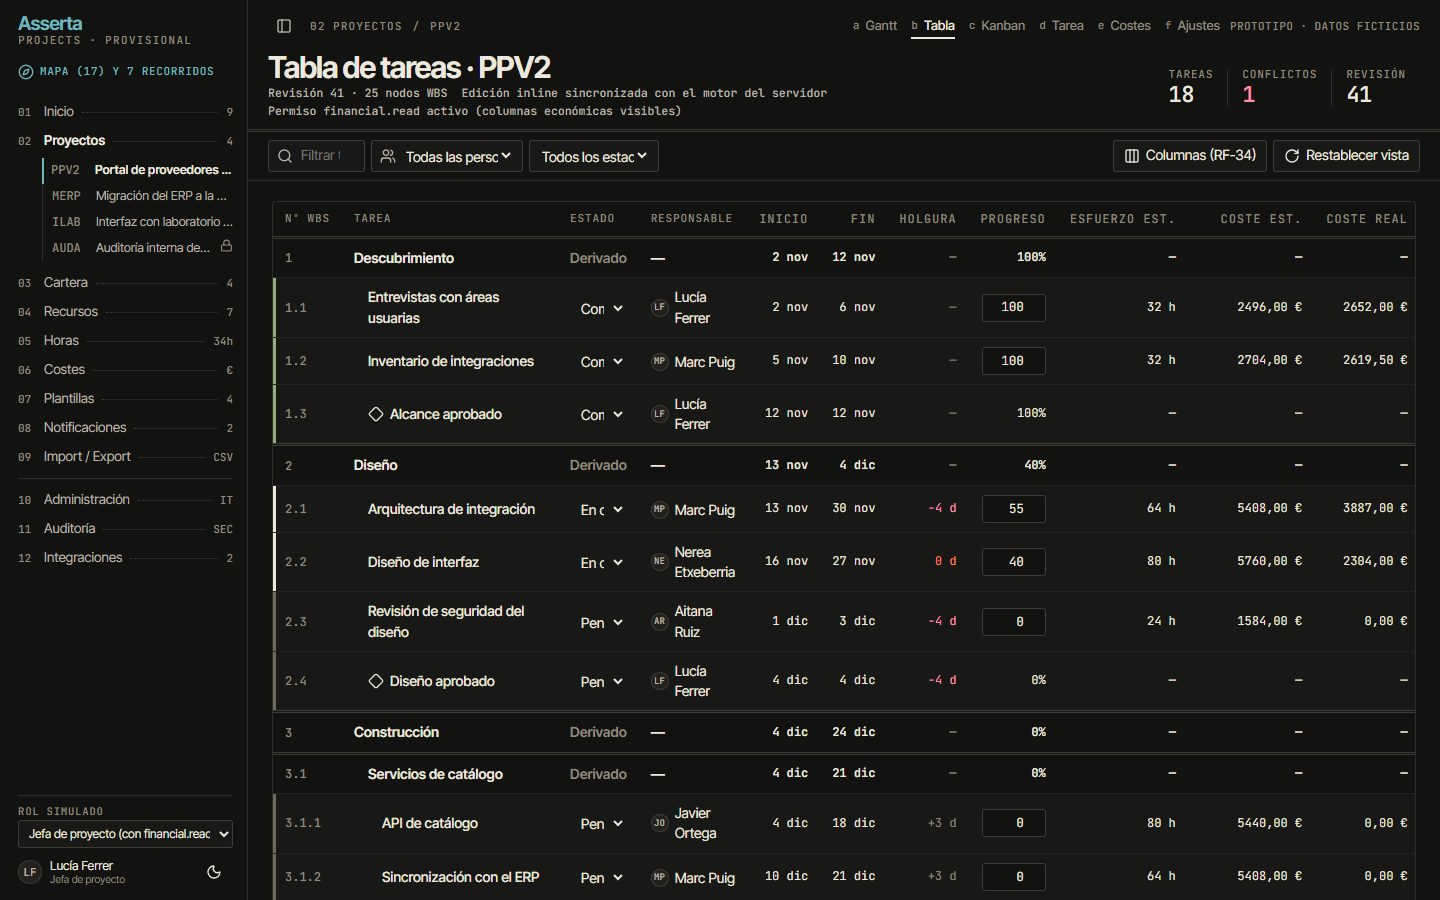 Asserta
PROJECTS · PROVISIONAL
MAPA (17) Y 7 RECORRIDOS
01 Inicio 9
02 Proyectos 4
PPV2 Portal de proveedores ...
MERP Migración del ERP a la ...
ILAB Interfaz con laboratorio ...
AUDA Auditoría interna de...
03 Cartera 4
04 Recursos 7
05 Horas 34h
06 Costes €
07 Plantillas 4
08 Notificaciones 2
09 Import / Export CSV
10 Administración IT
11 Auditoría SEC
12 Integraciones 2
ROL SIMULADO
Jefa de proyecto (con financial.read
LF Lucía Ferrer
Jefa de proyecto
02 PROYECTOS / PPV2
a Gantt b Tabla c Kanban d Tarea e Costes f Ajustes PROTOTIPO · DATOS FICTICIOS
Tabla de tareas · PPV2
Revisión 41 · 25 nodos WBS Edición inline sincronizada con el motor del servidor
Permiso financial.read activo (columnas económicas visibles)
TAREAS CONFLICTOS REVISIÓN
18 1 41
Filtrar t Todas las persc Todos los estac Columnas (RF-34) Restablecer vista
Nº WBS TAREA ESTADO RESPONSABLE INICIO FIN HOLGURA PROGRESO ESFUERZO EST. COSTE EST. COSTE REAL
1 Descubrimiento Derivado — 2 nov 12 nov — 100% — — —
1.1 Entrevistas con áreas usuarias Con LF Lucía Ferrer 2 nov 6 nov — 100 32 h 2496,00 € 2652,00 €
1.2 Inventario de integraciones Con MP Marc Puig 5 nov 10 nov — 100 32 h 2704,00 € 2619,50 €
1.3 Alcance aprobado Con LF Lucía Ferrer 12 nov 12 nov — 100% — — —
2 Diseño Derivado — 13 nov 4 dic — 40% — — —
2.1 Arquitectura de integración En c MP Marc Puig 13 nov 30 nov -4 d 55 64 h 5408,00 € 3887,00 €
2.2 Diseño de interfaz En c NE Nerea Etxeberria 16 nov 27 nov 0 d 40 80 h 5760,00 € 2304,00 €
2.3 Revisión de seguridad del diseño Pen AR Aitana Ruiz 1 dic 3 dic -4 d 0 24 h 1584,00 € 0,00 €
2.4 Diseño aprobado Pen LF Lucía Ferrer 4 dic 4 dic -4 d 0% — — —
3 Construcción Derivado — 4 dic 24 dic — 0% — — —
3.1 Servicios de catálogo Derivado — 4 dic 21 dic — 0% — — —
3.1.1 API de catálogo Pen JO Javier Ortega 4 dic 18 dic +3 d 0 80 h 5440,00 € 0,00 €
3.1.2 Sincronización con el ERP Pen MP Marc Puig 10 dic 21 dic +3 d 0 64 h 5408,00 € 0,00 €